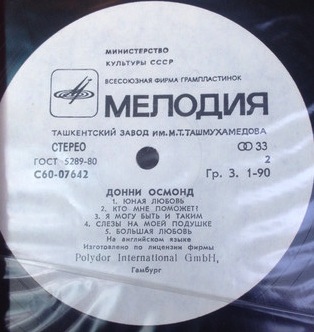 МИНИСТЕРСТВО
КУЛЬТУРЫ СССР
ВСЕСОЮЗНАЯ ФИРМА ГРАМПЛАСТИНОК
МЕЛОДИЯ
ТАШКЕНТСКИЙ ЗАВОД ИМ. М.Т.ТАШМУХАМЕДОВА
СТЕРЕО 33
ГОСТ 5289-80 2
С60-07642 Гр. 3. 1-90
ДОННИ ОСМОНД
1. ЮНАЯ ЛЮБОВЬ
2. КТО МНЕ ПОМОЖЕТ?
3. Я МОГУ БЫТЬ И ТАКИМ
4. СЛЕЗЫ НА МОЕЙ ПОДУШКЕ
5. БОЛЬШАЯ ЛЮБОВЬ
На английском языке
Изготовлено по лицензии фирмы
Polydor International GmbH,
Гамбург